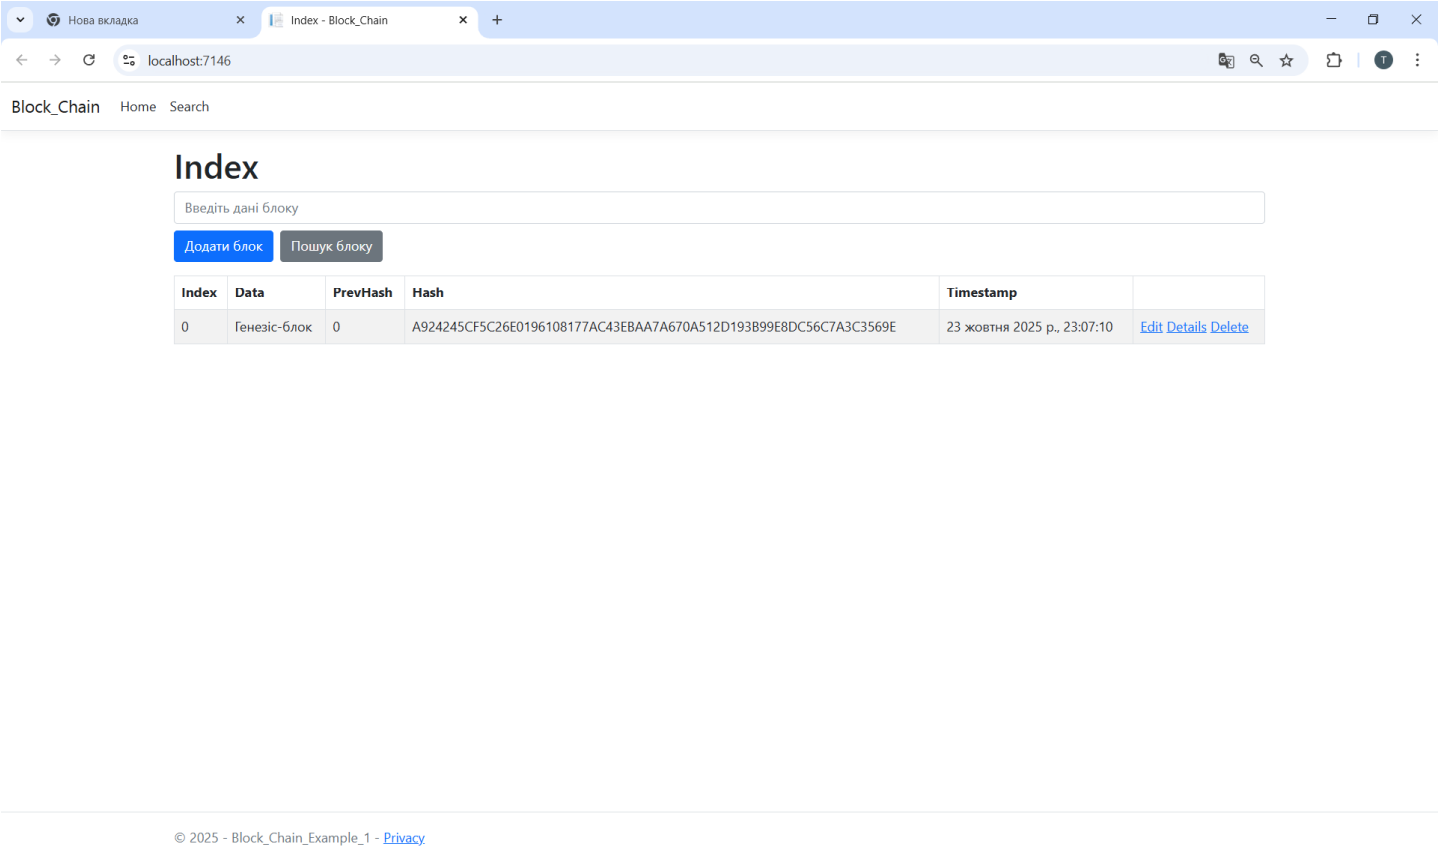 Нова вкладка
Index - Block_Chain
localhost:7146
T
Block_Chain Home Search
Index
Введіть дані блоку
Додати блок Пошук блоку
Index Data PrevHash Hash Timestamp
0 Генезіс-блок 0 A924245CF5C26E0196108177AC43EBAA7A670A512D193B99E8DC56C7A3C3569E 23 жовтня 2025 р., 23:07:10 Edit Details Delete
© 2025 - Block_Chain_Example_1 - Privacy